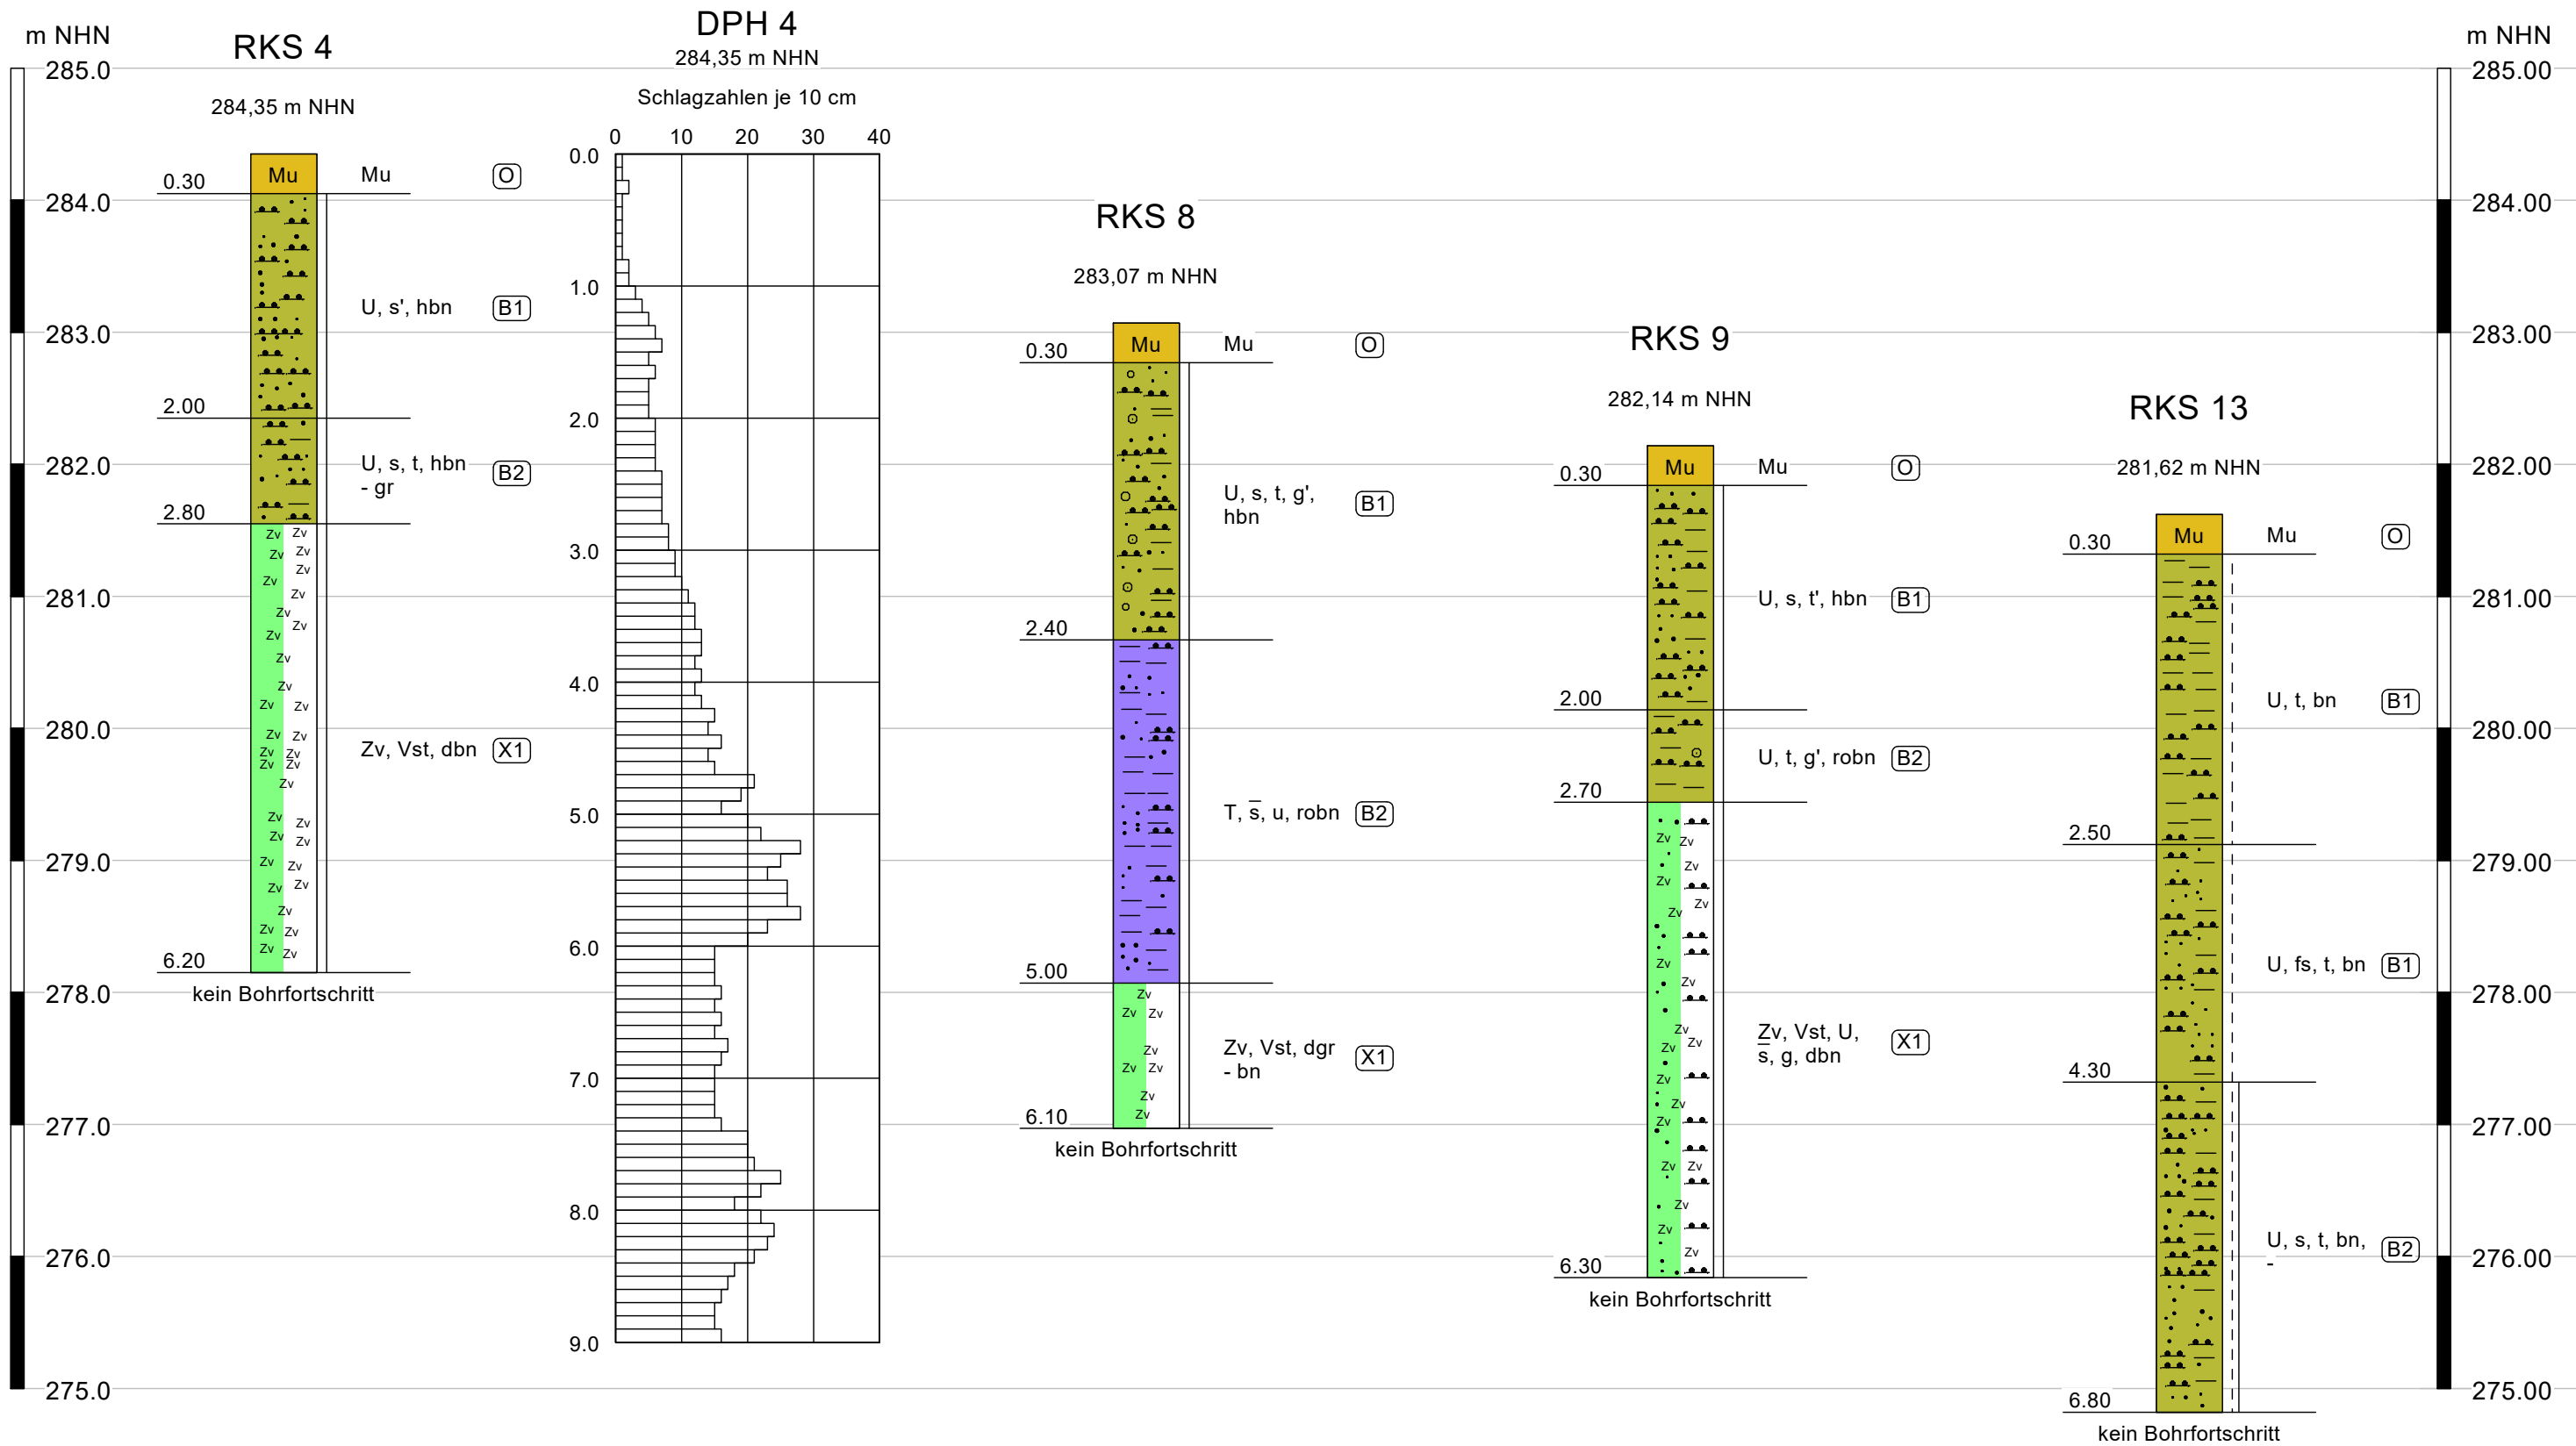 m NHN
285.0
284.0
283.0
282.0
281.0
280.0
279.0
278.0
277.0
276.0
275.0
RKS 4
284,35 m NHN
0.30
Mu
Mu
O
U, s', hbn
B1
2.00
U, s, t, hbn
- gr
B2
2.80
Zv, Vst, dbn
X1
6.20
kein Bohrfortschritt
DPH 4
284,35 m NHN
Schlagzahlen je 10 cm
0 10 20 30 40
0.0
1.0
2.0
3.0
4.0
5.0
6.0
7.0
8.0
9.0
RKS 8
283,07 m NHN
0.30
Mu
Mu
O
U, s, t, g',
hbn
B1
2.40
T, s̅, u, robn
B2
5.00
Zv, Vst, dgr
- bn
X1
6.10
kein Bohrfortschritt
RKS 9
282,14 m NHN
0.30
Mu
Mu
O
U, s, t', hbn
B1
2.00
U, t, g', robn
B2
2.70
Zv, Vst, U,
s̅, g, dbn
X1
6.30
kein Bohrfortschritt
RKS 13
281,62 m NHN
0.30
Mu
Mu
O
U, t, bn
B1
2.50
U, fs, t, bn
B1
4.30
U, s, t, bn,
-
B2
6.80
kein Bohrfortschritt
m NHN
285.00
284.00
283.00
282.00
281.00
280.00
279.00
278.00
277.00
276.00
275.00